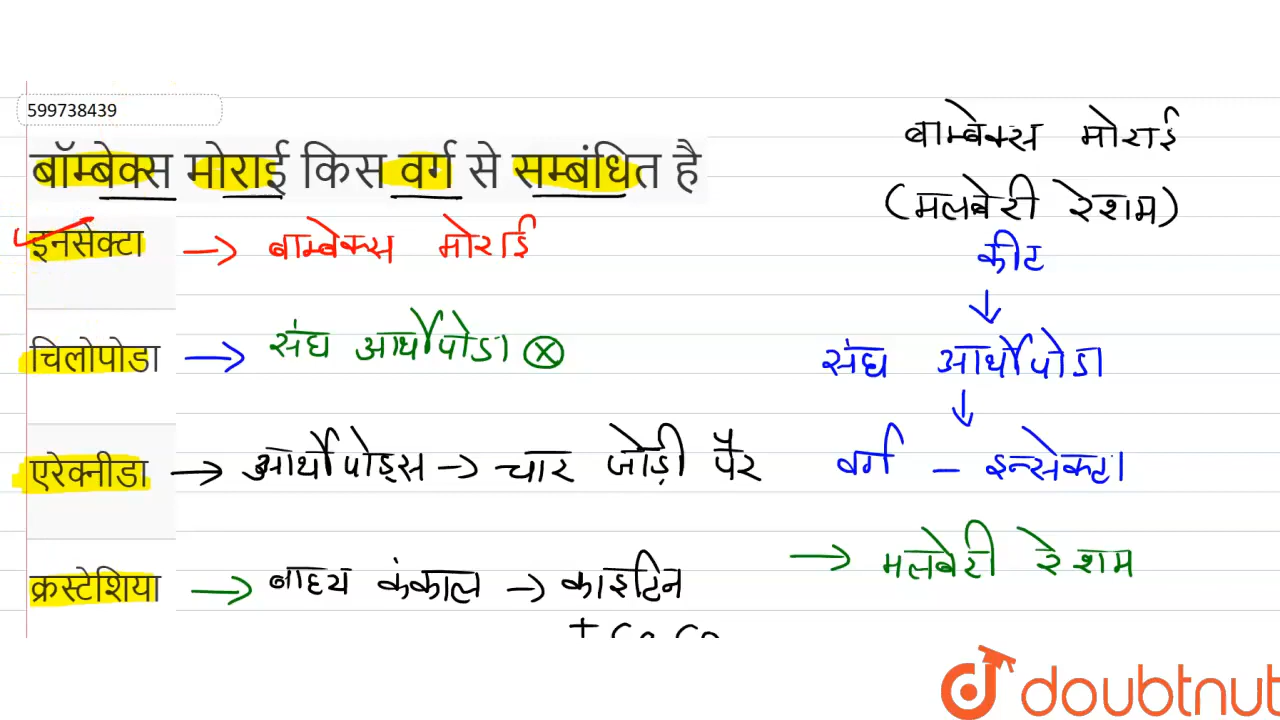 599738439
बॉम्बेक्स मोराई किस वर्ग से सम्बंधित है
इनसेक्टा → बाम्बेक्स मोराई
चिलोपोडा → संघ आर्थोपोडा ⊗
एरेक्नीडा → आर्थोपोड्स → चार जोड़ी पैर
क्रस्टेशिया → बाह्य कंकाल → काइटिन
+
बाम्बेक्स मोराई
(मलबेरी रेशम)
कीट
↓
संघ आर्थोपोडा
↓
वर्ग – इन्सेक्टा
→ मलबेरी रेशम
doubtnut